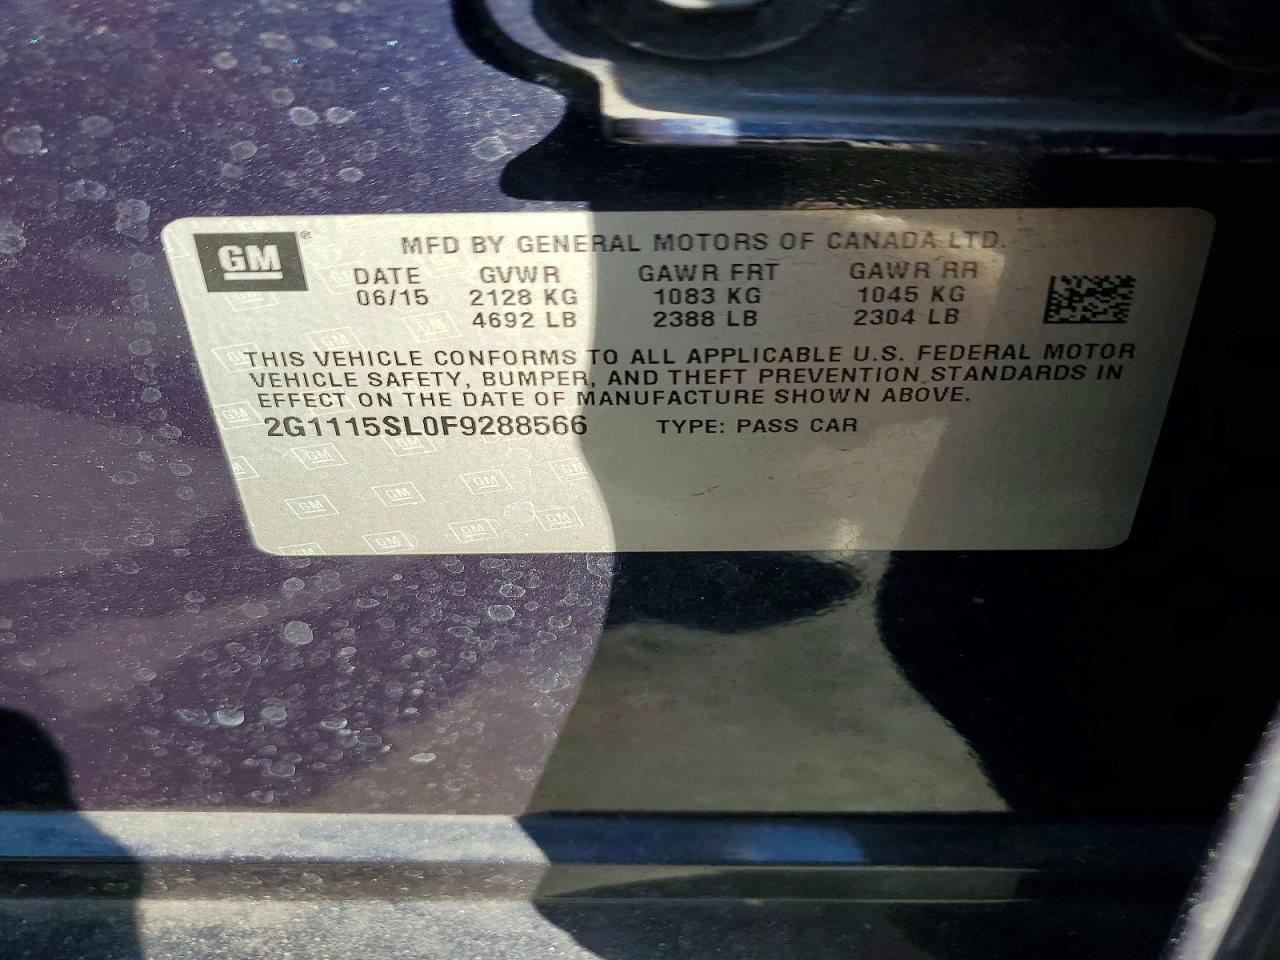 GM®
MFD BY GENERAL MOTORS OF CANADA LTD.
DATE GVWR GAWR FRT GAWR RR
06/15 2128 KG 1083 KG 1045 KG
4692 LB 2388 LB 2304 LB
THIS VEHICLE CONFORMS TO ALL APPLICABLE U.S. FEDERAL MOTOR
VEHICLE SAFETY, BUMPER, AND THEFT PREVENTION STANDARDS IN
EFFECT ON THE DATE OF MANUFACTURE SHOWN ABOVE.
2G1115SL0F9288566 TYPE: PASS CAR